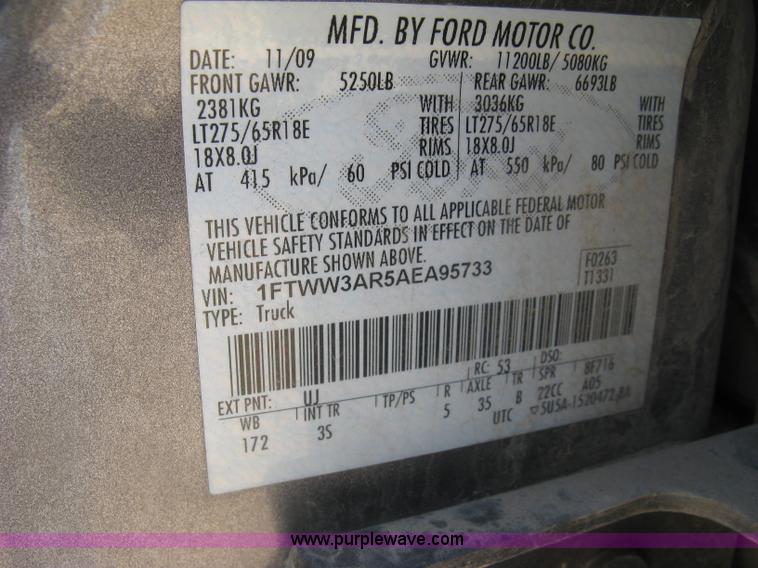 MFD. BY FORD MOTOR CO.
DATE: 11/09 GVWR: 11200LB/ 5080KG
FRONT GAWR: 5250LB REAR GAWR: 6693LB
2381KG WITH 3036KG WITH
LT275/65R18E TIRES LT275/65R18E TIRES
18X8.0J RIMS 18X8.0J RIMS
AT 415 kPa/ 60 PSI COLD AT 550 kPa/ 80 PSI COLD
THIS VEHICLE CONFORMS TO ALL APPLICABLE FEDERAL MOTOR
VEHICLE SAFETY STANDARDS IN EFFECT ON THE DATE OF
MANUFACTURE SHOWN ABOVE.
VIN: 1FTWW3AR5AEA95733 F0263
TYPE: Truck T1331
EXT PNT: UJ RC: 53 DSO:
WB INT TR TP/PS R AXLE TR SPR 8F716
172 3S 5 35 B 22CC A05
UTC ▽5U5A-1520472-BA
www.purplewave.com